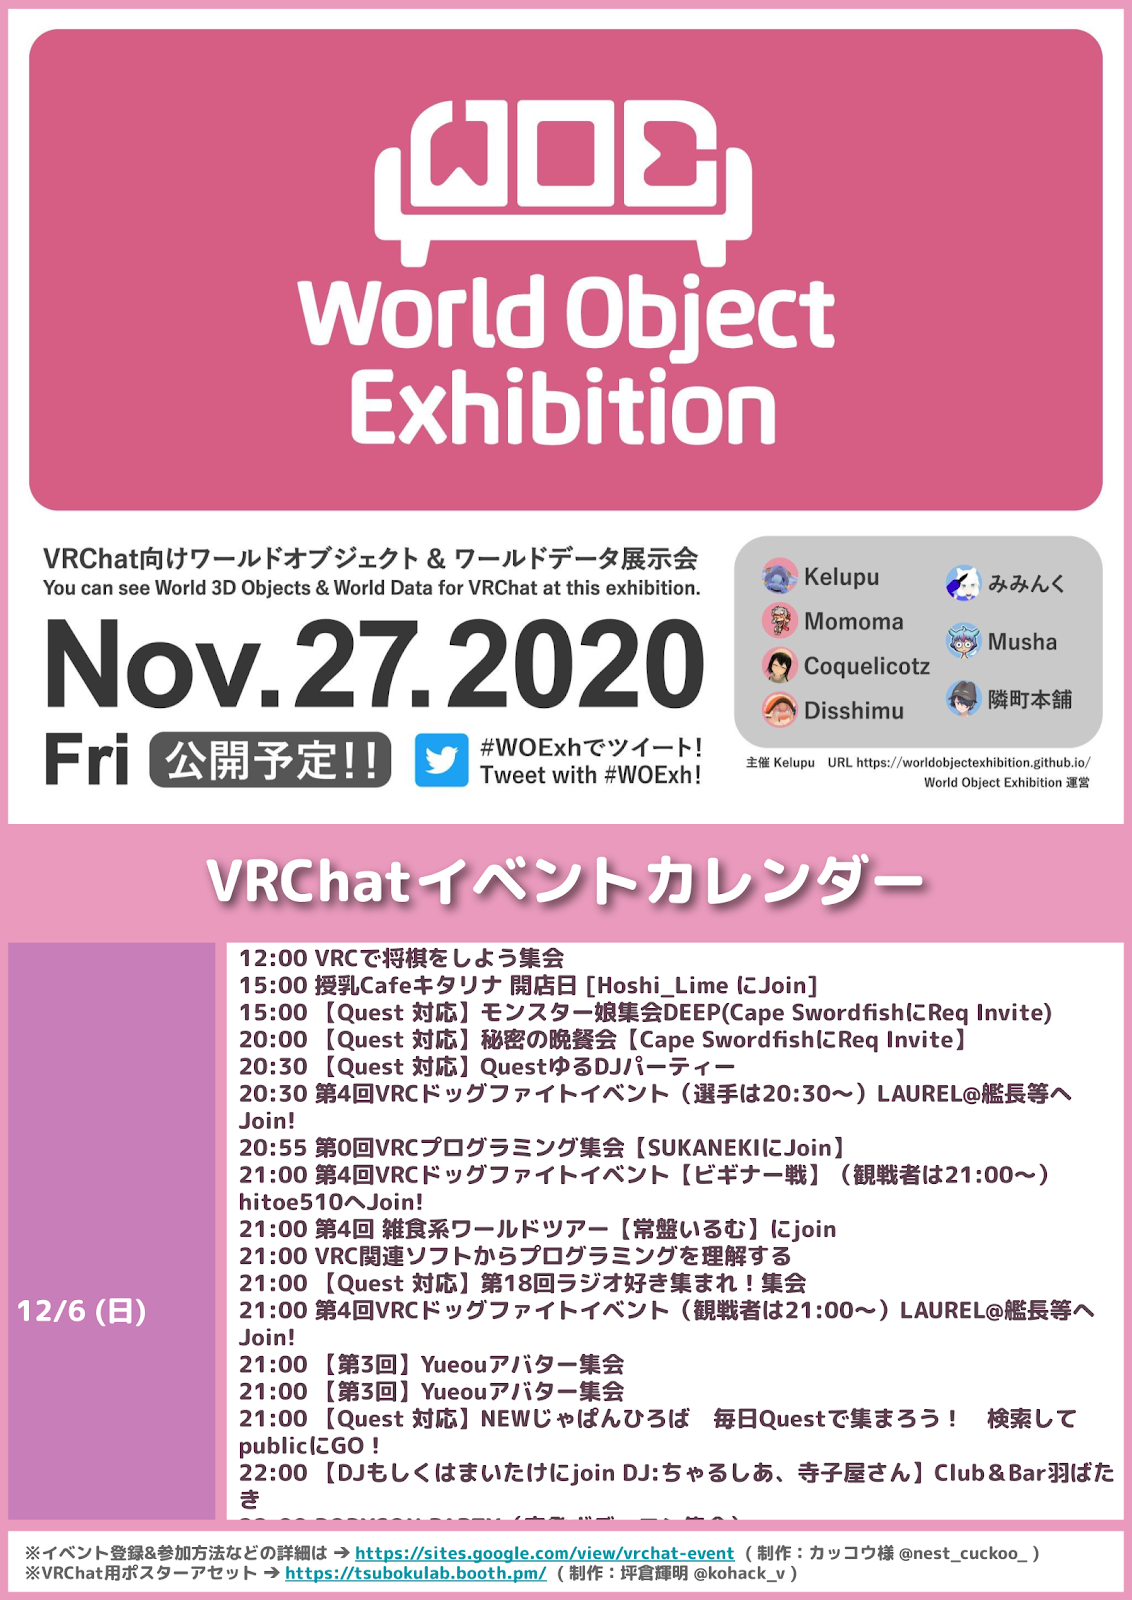 WOE
World Object
Exhibition
VRChat向けワールドオブジェクト & ワールドデータ展示会
You can see World 3D Objects & World Data for VRChat at this exhibition.
Nov.27.2020
Fri 公開予定!!
#WOExhでツイート!
Tweet with #WOExh!
Kelupu
Momoma
Coquelicotz
Disshimu
みみんく
Musha
隣町本舗
主催 Kelupu URL https://worldobjectexhibition.github.io/
World Object Exhibition 運営
VRChatイベントカレンダー
12/6 (日)
12:00 VRCで将棋をしよう集会
15:00 授乳Cafeキタリナ 開店日 [Hoshi_Lime にJoin]
15:00 【Quest 対応】モンスター娘集会DEEP(Cape SwordfishにReq Invite)
20:00 【Quest 対応】秘密の晩餐会【Cape SwordfishにReq Invite】
20:30 【Quest 対応】QuestゆるDJパーティー
20:30 第4回VRCドッグファイトイベント（選手は20:30～）LAUREL@艦長等へ
Join!
20:55 第0回VRCプログラミング集会【SUKANEKIにJoin】
21:00 第4回VRCドッグファイトイベント【ビギナー戦】（観戦者は21:00～）
hitoe510へJoin!
21:00 第4回 雑食系ワールドツアー【常盤いるむ】にjoin
21:00 VRC関連ソフトからプログラミングを理解する
21:00 【Quest 対応】第18回ラジオ好き集まれ！集会
21:00 第4回VRCドッグファイトイベント（観戦者は21:00～）LAUREL@艦長等へ
Join!
21:00 【第3回】Yueouアバター集会
21:00 【第3回】Yueouアバター集会
21:00 【Quest 対応】NEWじゃぱんひろば　毎日Questで集まろう！　検索して
publicにGO！
22:00 【DJもしくはまいたけにjoin DJ:ちゃるしあ、寺子屋さん】Club＆Bar羽ばた
き
※イベント登録&参加方法などの詳細は ➔ https://sites.google.com/view/vrchat-event （制作：カッコウ様 @nest_cuckoo_ ）
※VRChat用ポスターアセット ➔ https://tsubokulab.booth.pm/ （制作：坪倉輝明 @kohack_v ）